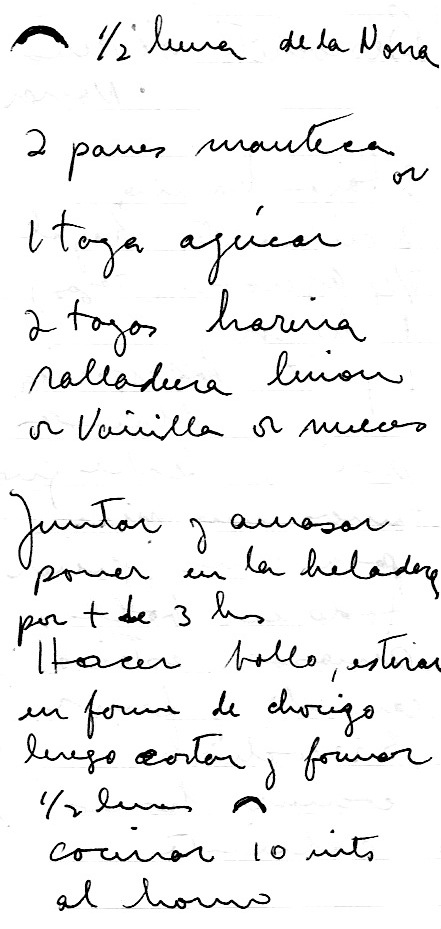 1/2 luna de la Nona
2 panes manteca
or
1 taza azúcar
2 tazas harina
ralladura limon
or Vainilla or nueces
Juntar y amasar
poner en la heladera
por + de 3 hrs
Hacer bollo, estirar
en forma de chorizo
luego cortar y formar
1/2 lunas
cocinar 10 mts
al horno